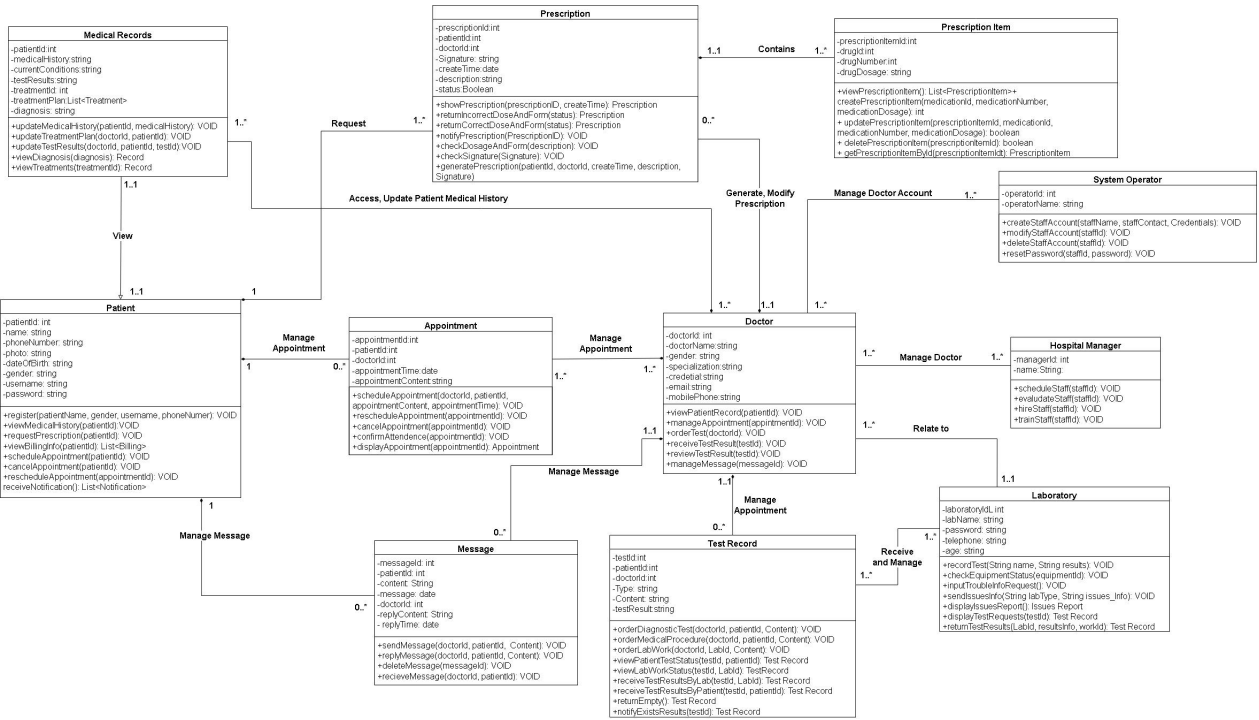 Medical Records
-patientId:int
-medicalHistory:string
-currentConditions:string
-testResults:string
-treatmentId: int
-treatmentPlan:List<Treatment>
-diagnosis: string
+updateMedicalHistory(patientId, medicalHistory): VOID
+updateTreatmentPlan(doctorId, patientId): VOID
+updateTestResults(doctorId, patientId, testId):VOID
+viewDiagnosis(diagnosis): Record
+viewTreatments(treatmentId): Record
Prescription
-prescriptionId:int
-patientId:int
-doctorId:int
-Signature: string
-createTime:date
-description:string
-status:Boolean
+showPrescription(prescriptionID, createTime): Prescription
+returnIncorrectDoseAndForm(status): Prescription
+returnCorrectDoseAndForm(status): Prescription
+notifyPrescription(PrescriptionID): VOID
+checkDosageAndForm(description): VOID
+checkSignature(Signature): VOID
+generatePrescription(patientId, doctorId, createTime, description,
Signature)
1..1
Contains
1..*
Prescription Item
-prescriptionItemId:int
-drugId:int
-drugNumber:int
-drugDosage: string
+viewPrescriptionItem(): List<PrescriptionItem>+
createPrescriptionItem(medicationId, medicationNumber,
medicationDosage): int
+ updatePrescriptionItem(prescriptionItemId, medicationId,
medicationNumber, medicationDosage): boolean
+ deletePrescriptionItem(prescriptionItemId): boolean
+ getPrescriptionItemById(prescriptionItemIdt): PrescriptionItem
1..*
Request
1..*
0..*
1..1
View
1..1
1
Access, Update Patient Medical History
1..*
Generate, Modify
Prescription
1..1
Manage Doctor Account
1..*
1..*
System Operator
-operatorId: int
-operatorName: string
+createStaffAccount(staffName, staffContact, Credentials): VOID
+modifyStaffAccount(staffId): VOID
+deleteStaffAccount(staffId): VOID
+resetPassword(staffId, password): VOID
Patient
-patientId: int
-name: string
-phoneNumber: string
-photo: string
-dateOfBirth: string
-gender: string
-username: string
-password: string
+register(patientName, gender, username, phoneNumer): VOID
+viewMedicalHistory(patientId):VOID
+requestPrescription(patientId): VOID
+viewBillingInfo(patientId): List<Billing>
+scheduleAppointment(patientId): VOID
+cancelAppointment(patientId): VOID
+rescheduleAppointment(appointmentId): VOID
receiveNotification(): List<Notification>
Manage
Appointment
1
0..*
Appointment
-appointmentId:int
-patientId:int
-doctorId:int
-appointmentTime:date
-appointmentContent:string
+scheduleAppointment(doctorId, patientId,
appointmentContent, appointmentTime): VOID
+rescheduleAppointment(appointmentId): VOID
+cancelAppointment(appointmentId): VOID
+confirmAttendence(appointmentId): VOID
+displayAppointment(appointmentId): Appointment
Manage
Appointment
1..*
1..*
Doctor
-doctorId: int
-doctorName:string
-gender: string
-specialization:string
-credetial:string
-email:string
-mobilePhone:string
+viewPatientRecord(patientId): VOID
+manageAppointment(appintmentId): VOID
+orderTest(doctorId): VOID
+receiveTestResult(testId): VOID
+reviewTestResult(testId): VOID
+manageMessage(messageId): VOID
1..*
Manage Doctor
1..*
Hospital Manager
-managerId: int
-name:String:
+scheduleStaff(staffId): VOID
+evaludateStaff(staffId): VOID
+hireStaff(staffId): VOID
+trainStaff(staffId): VOID
1..*
Relate to
1..1
1..1
Manage Message
0..*
1
Manage Message
0..*
Message
-messageId: int
-patientId: int
-content: String
-message: date
-doctorId: int
-replyContent: String
- replyTime: date
+sendMessage(doctorId, patientId, Content): VOID
+replyMessage(doctorId, patientId, Content): VOID
+deleteMessage(messageId): VOID
+recieveMessage(doctorId, patientId): VOID
1..1
Manage
Appointment
0..*
Test Record
-testId:int
-patientId:int
-doctorId:int
-Type: string
-Content: string
-testResult:string
+orderDiagnosticTest(doctorId, patientId, Content): VOID
+orderMedicalProcedure(doctorId, patientId, Content): VOID
+orderLabWork(doctorId, LabId, Content): VOID
+viewPatientTestStatus(testId, patientId): Test Record
+viewLabWorkStatus(testId, LabId): TestRecord
+receiveTestResultsByLab(testId, LabId): Test Record
+receiveTestResultsByPatient(testId, patientId): Test Record
+returnEmpty(): Test Record
+notifyExistsResults(testId): Test Record
1..*
Receive
and Manage
1..*
Laboratory
-laboratoryIdL int
-labName: string
-password: string
-telephone: string
-age: string
+recordTest(String name, String results): VOID
+checkEquipmentStatus(equipmentId): VOID
+inputTroubleInfoRequest(): VOID
+sendIssuesInfo(String labType, String issues_Info): VOID
+displayIssuesReport(): Issues Report
+displayTestRequests(testId): Test Record
+returnTestResults(LabId, resultsInfo, workId): Test Record